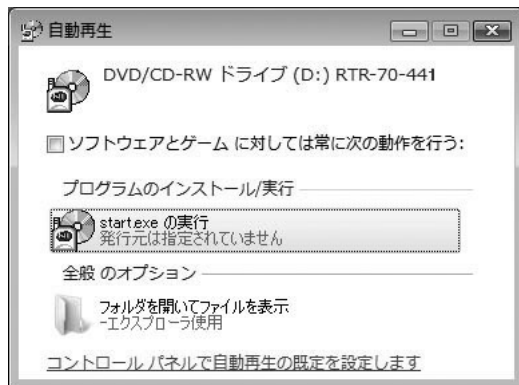 自動再生
DVD/CD-RW ドライブ (D:) RTR-70-441
ソフトウェアとゲーム に対しては常に次の動作を行う:
プログラムのインストール/実行
start.exe の実行
発行元は指定されていません
全般 のオプション
フォルダを開いてファイルを表示
-エクスプローラ使用
コントロール パネルで自動再生の既定を設定します